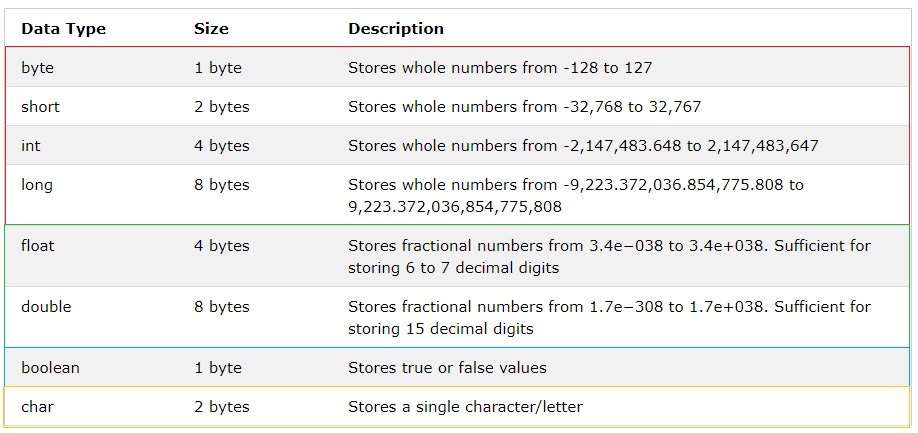 Data Type Size Description
byte 1 byte Stores whole numbers from -128 to 127
short 2 bytes Stores whole numbers from -32,768 to 32,767
int 4 bytes Stores whole numbers from -2,147,483.648 to 2,147,483,647
long 8 bytes Stores whole numbers from -9,223.372,036.854,775.808 to
9,223.372,036,854,775,808
float 4 bytes Stores fractional numbers from 3.4e−038 to 3.4e+038. Sufficient for
storing 6 to 7 decimal digits
double 8 bytes Stores fractional numbers from 1.7e−308 to 1.7e+038. Sufficient for
storing 15 decimal digits
boolean 1 byte Stores true or false values
char 2 bytes Stores a single character/letter